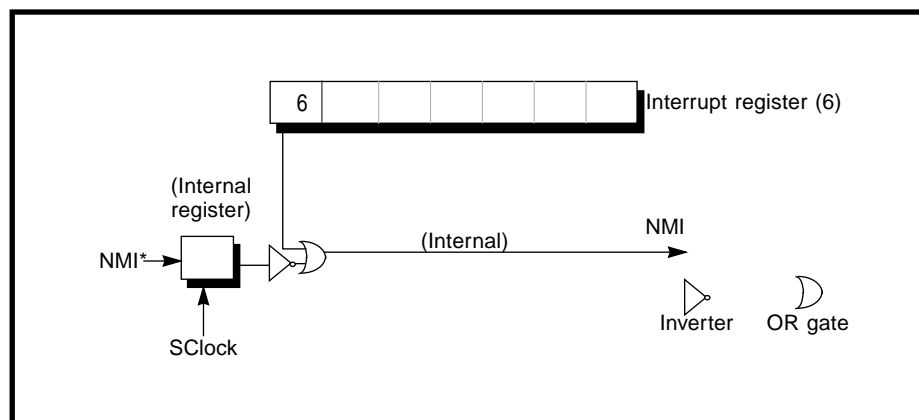 6
Interrupt register (6)
(Internal
register)
NMI
(Internal)
NMI*
Inverter
OR gate
SClock